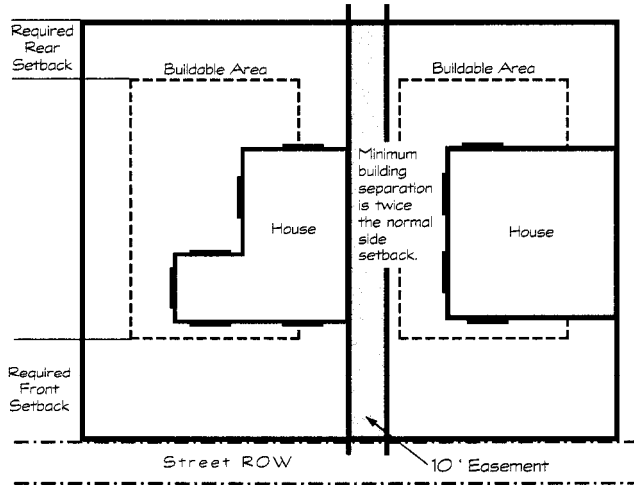 Required
Rear
Setback
Buildable Area
Buildable Area
Minimum
building
separation
is twice
the normal
side
setback.
House
House
Required
Front
Setback
Street ROW
10' Easement